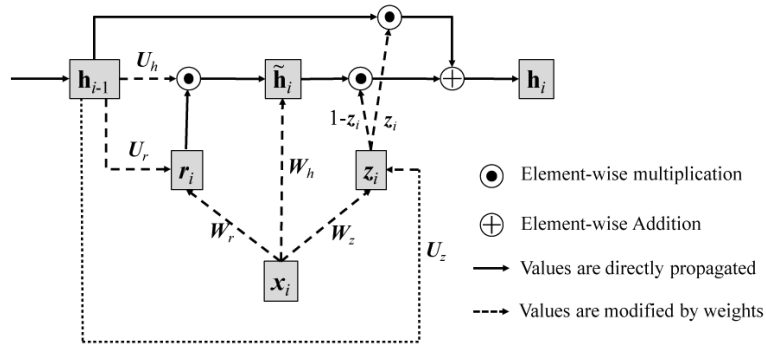 U_h
h_{i-1}
h̃_i
h_i
1-z_i
z_i
U_r
W_h
r_i
z_i
Element-wise multiplication
W_r
W_z
Element-wise Addition
U_z
Values are directly propagated
x_i
Values are modified by weights